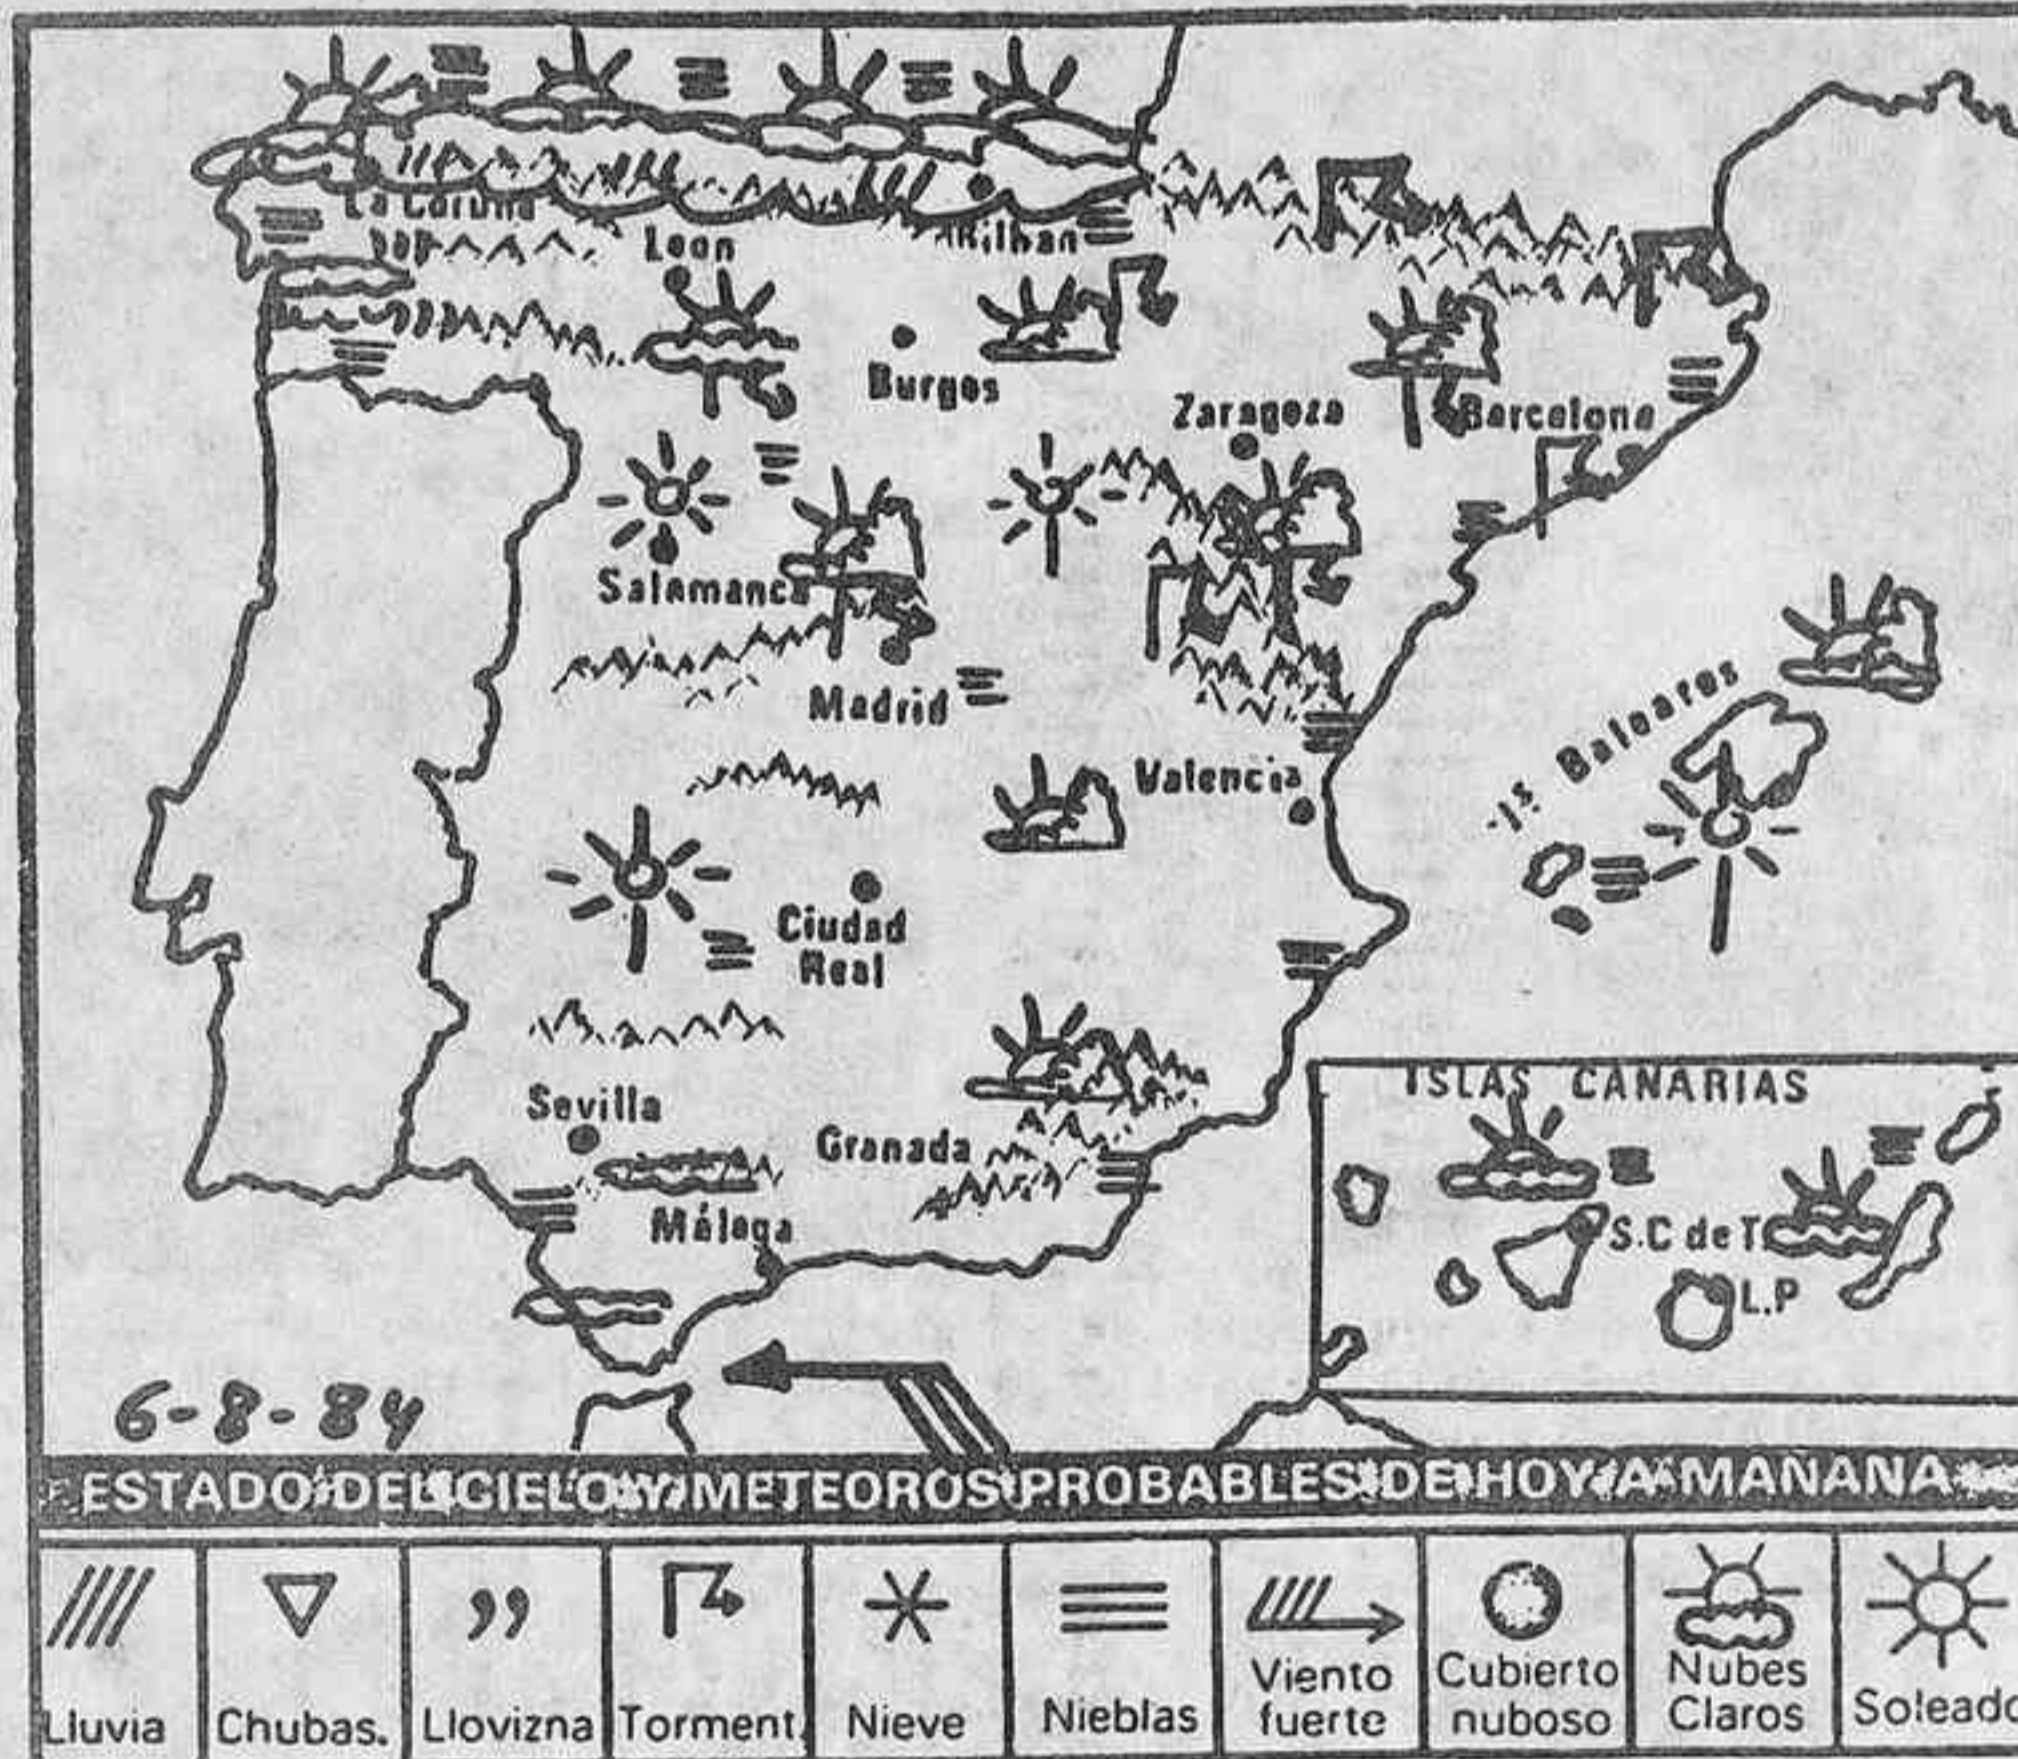 La Coruña
Leon
Bilbao
Burgos
Zaragoza
Barcelona
Salamanca
Madrid
Is. Baleares
Valencia
Ciudad
Real
ISLAS CANARIAS
Sevilla
Granada
S.C de T.
Málaga
L.P
6-8-84
ESTADO DEL CIELO Y METEOROS PROBABLES DE HOY A MAÑANA
Lluvia
Chubas.
Llovizna
Torment.
Nieve
Nieblas
Viento
fuerte
Cubierto
nuboso
Nubes
Claros
Soleado